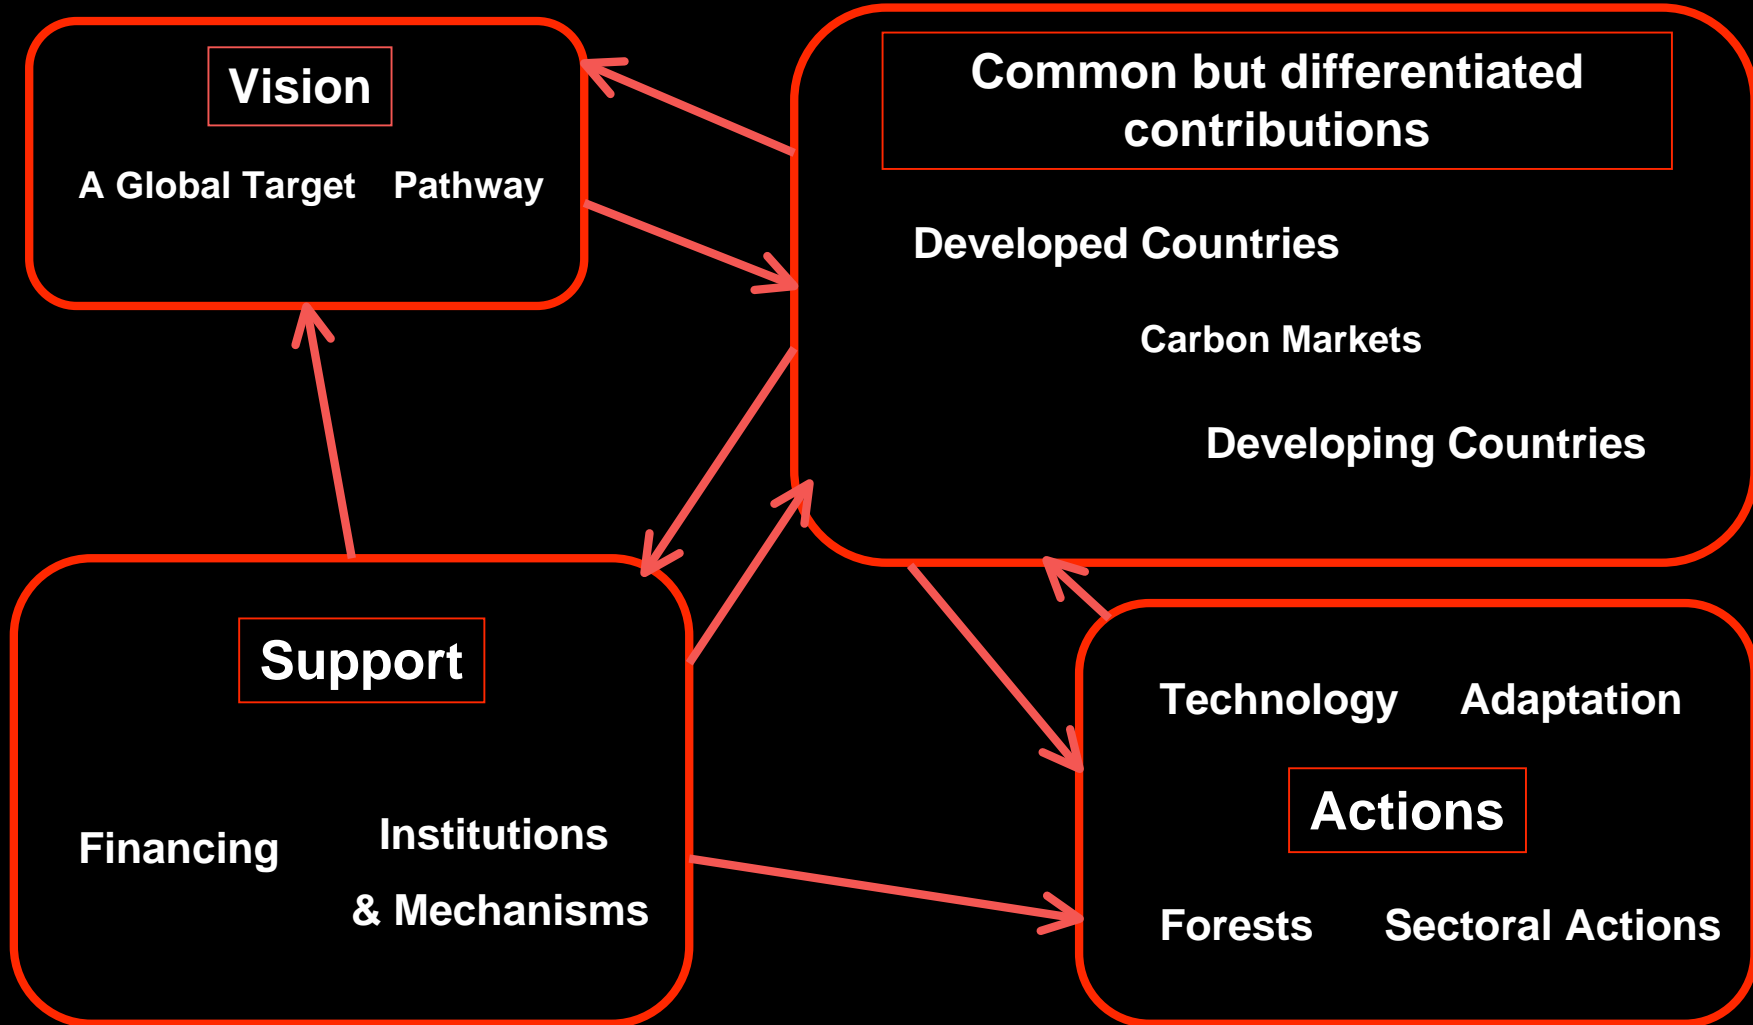 Vision
A Global Target Pathway
Common but differentiated
contributions
Developed Countries
Carbon Markets
Developing Countries
Support
Financing
Institutions
& Mechanisms
Technology Adaptation
Actions
Forests Sectoral Actions